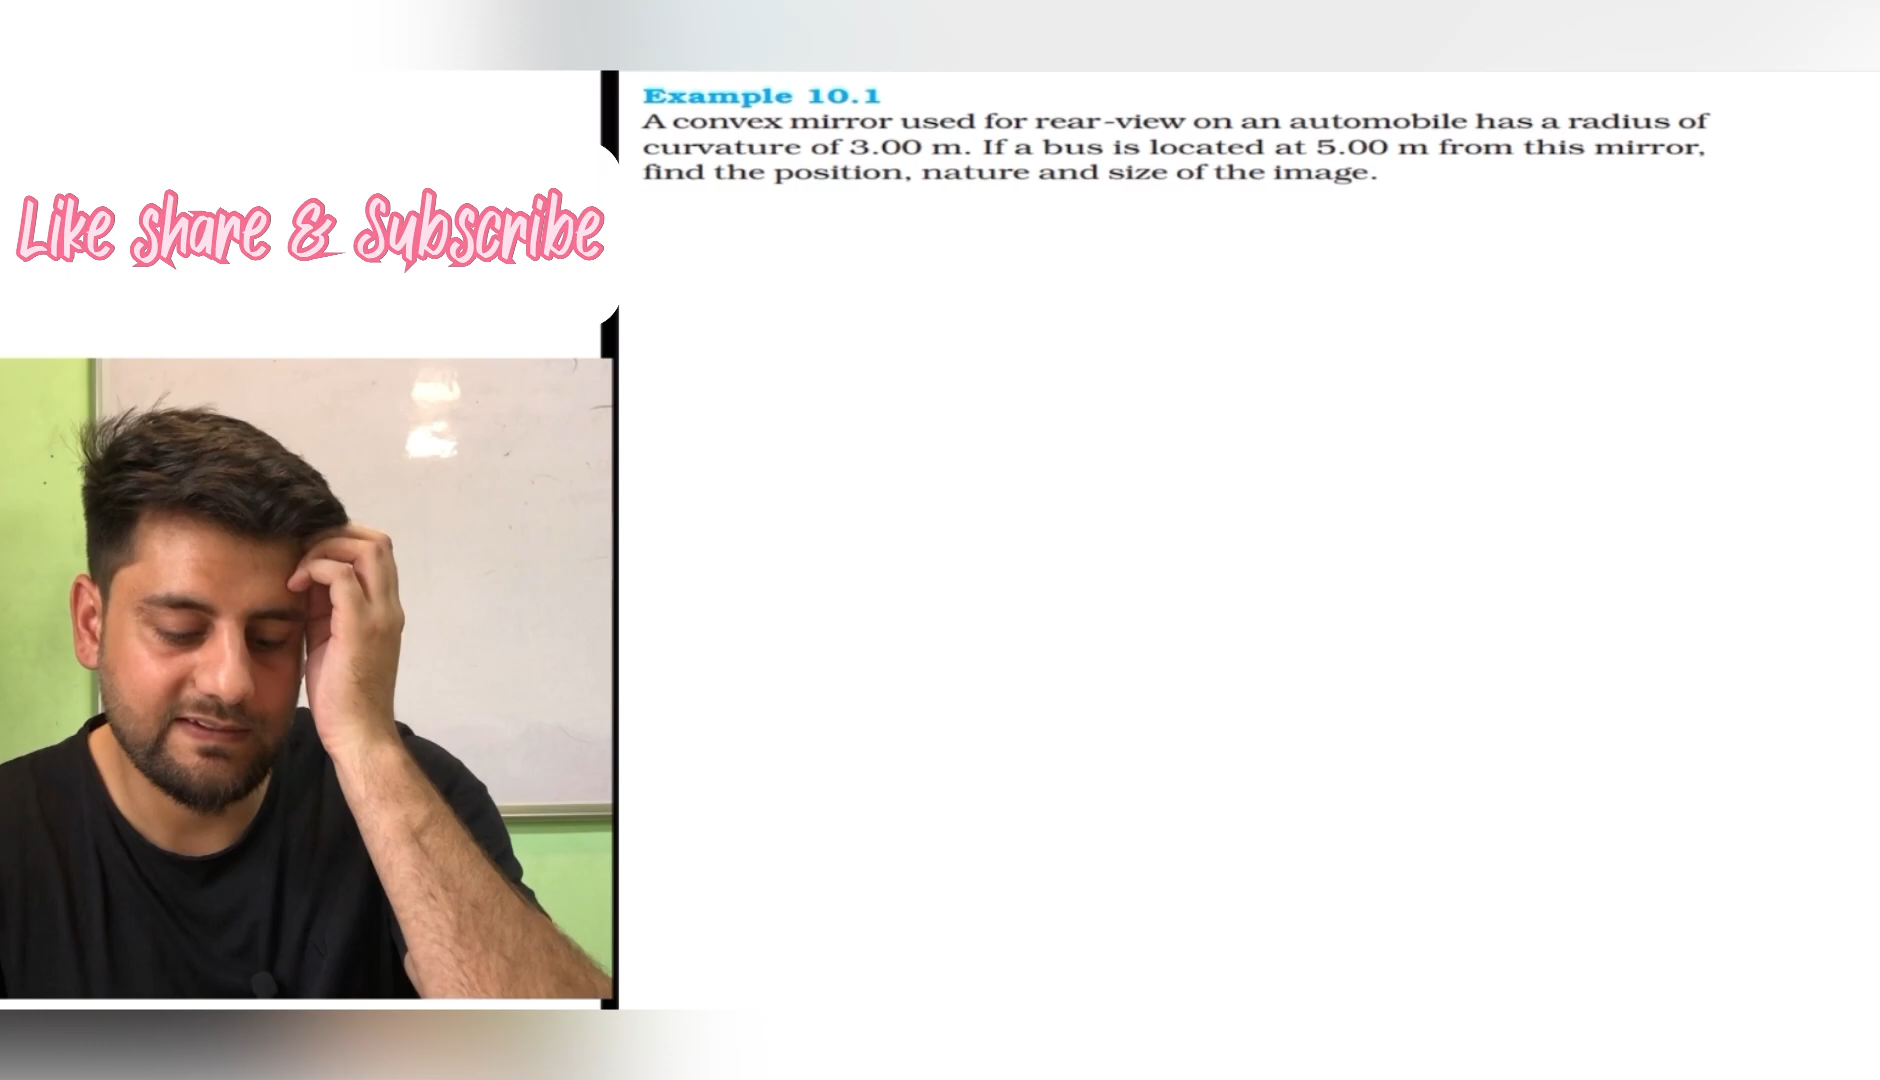 Example 10.1
A convex mirror used for rear-view on an automobile has a radius of
curvature of 3.00 m. If a bus is located at 5.00 m from this mirror,
find the position, nature and size of the image.
Like share & Subscribe